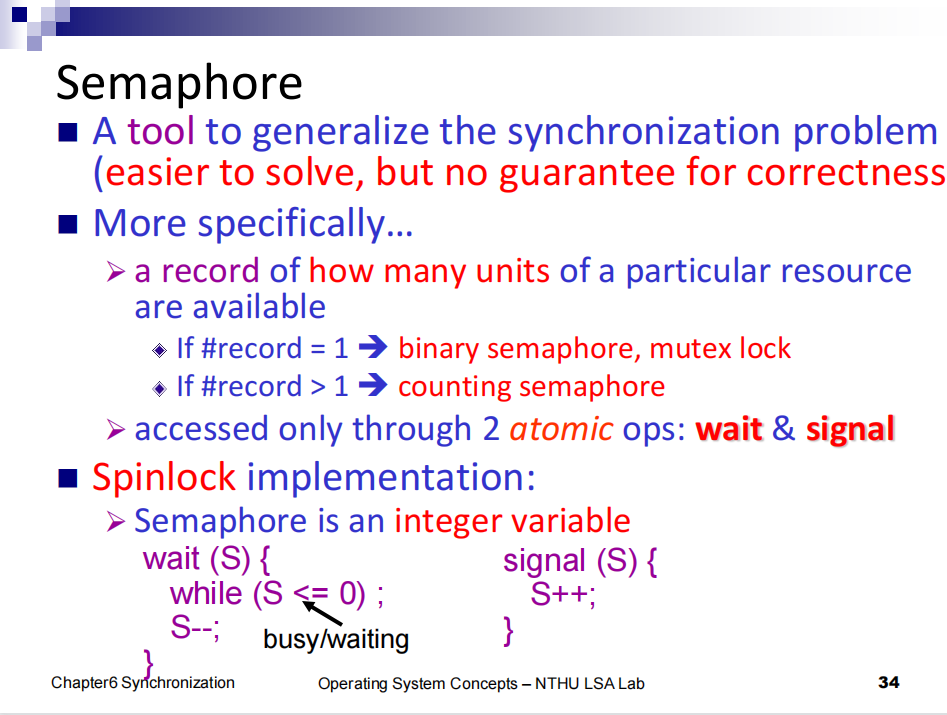 Semaphore
A tool to generalize the synchronization problem
(easier to solve, but no guarantee for correctness
More specifically…
a record of how many units of a particular resource
are available
If #record = 1 ➔ binary semaphore, mutex lock
If #record > 1 ➔ counting semaphore
accessed only through 2 atomic ops: wait & signal
Spinlock implementation:
Semaphore is an integer variable
wait (S) {
while (S <= 0) ;
S--;
}
busy/waiting
signal (S) {
S++;
}
Chapter6 Synchronization
Operating System Concepts – NTHU LSA Lab
34